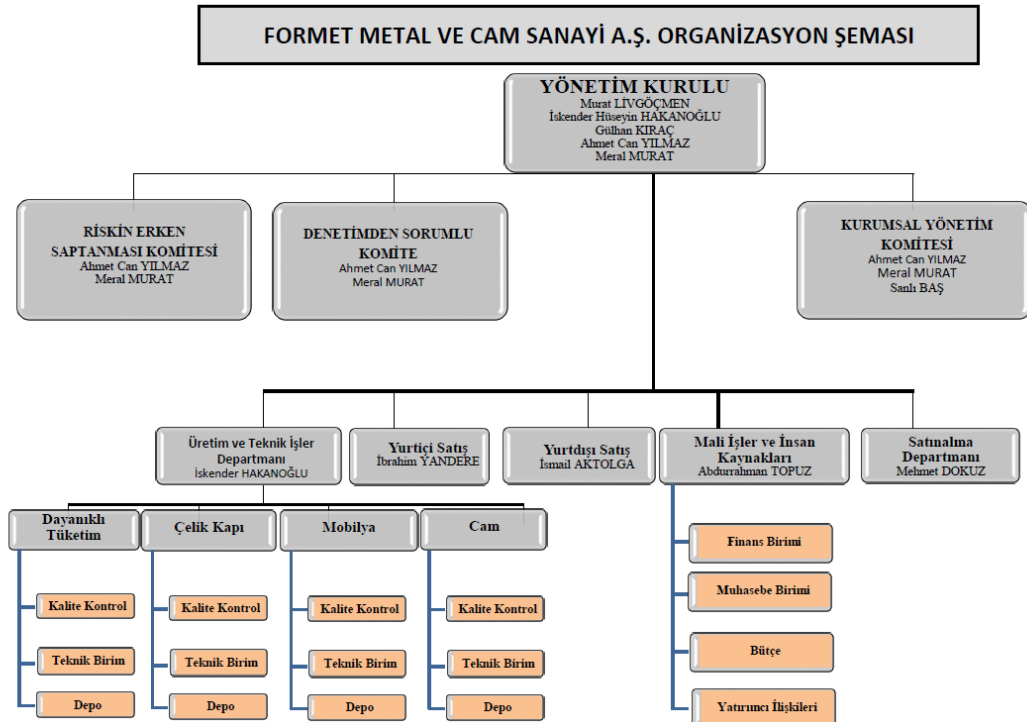 FORMET METAL VE CAM SANAYİ A.Ş. ORGANİZASYON ŞEMASI
YÖNETİM KURULU
Murat LİVGÖÇMEN
İskender Hüseyin HAKANOĞLU
Gülhan KIRAÇ
Ahmet Can YILMAZ
Meral MURAT
RİSKİN ERKEN
SAPTANMASI KOMİTESİ
Ahmet Can YILMAZ
Meral MURAT
DENETİMDEN SORUMLU
KOMİTE
Ahmet Can YILMAZ
Meral MURAT
KURUMSAL YÖNETİM
KOMİTESİ
Ahmet Can YILMAZ
Meral MURAT
Sanlı BAŞ
Üretim ve Teknik İşler
Departmanı
İskender HAKANOĞLU
Yurtiçi Satış
İbrahim YANDERE
Yurtdışı Satış
İsmail AKTOLGA
Mali İşler ve İnsan
Kaynakları
Abdurrahman TOPUZ
Satınalma
Departmanı
Mehmet DOKUZ
Dayanıklı
Tüketim
Kalite Kontrol
Teknik Birim
Depo
Çelik Kapı
Kalite Kontrol
Teknik Birim
Depo
Mobilya
Kalite Kontrol
Teknik Birim
Depo
Cam
Kalite Kontrol
Teknik Birim
Depo
Finans Birimi
Muhasebe Birimi
Bütçe
Yatırımcı İlişkileri